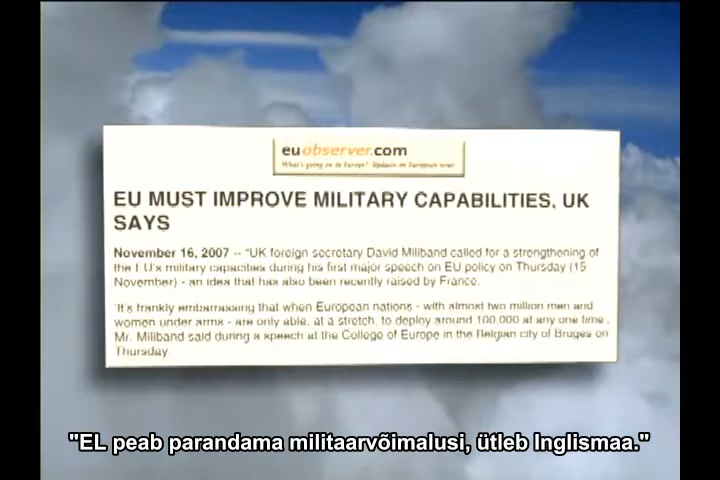 euobserver.com
What's going on in Europe? Updates on European news
EU MUST IMPROVE MILITARY CAPABILITIES, UK
SAYS
November 16, 2007 -- "UK foreign secretary David Miliband called for a strengthening of
the EU's military capacities during his first major speech on EU policy on Thursday (15
November) - an idea that has also been recently raised by France.
'It's frankly embarrassing that when European nations - with almost two million men and
women under arms - are only able, at a stretch, to deploy around 100,000 at any one time,
Mr. Miliband said during a speech at the College of Europe in the Belgian city of Bruges on
Thursday.
"EL peab parandama militaarvõimalusi, ütleb Inglismaa."